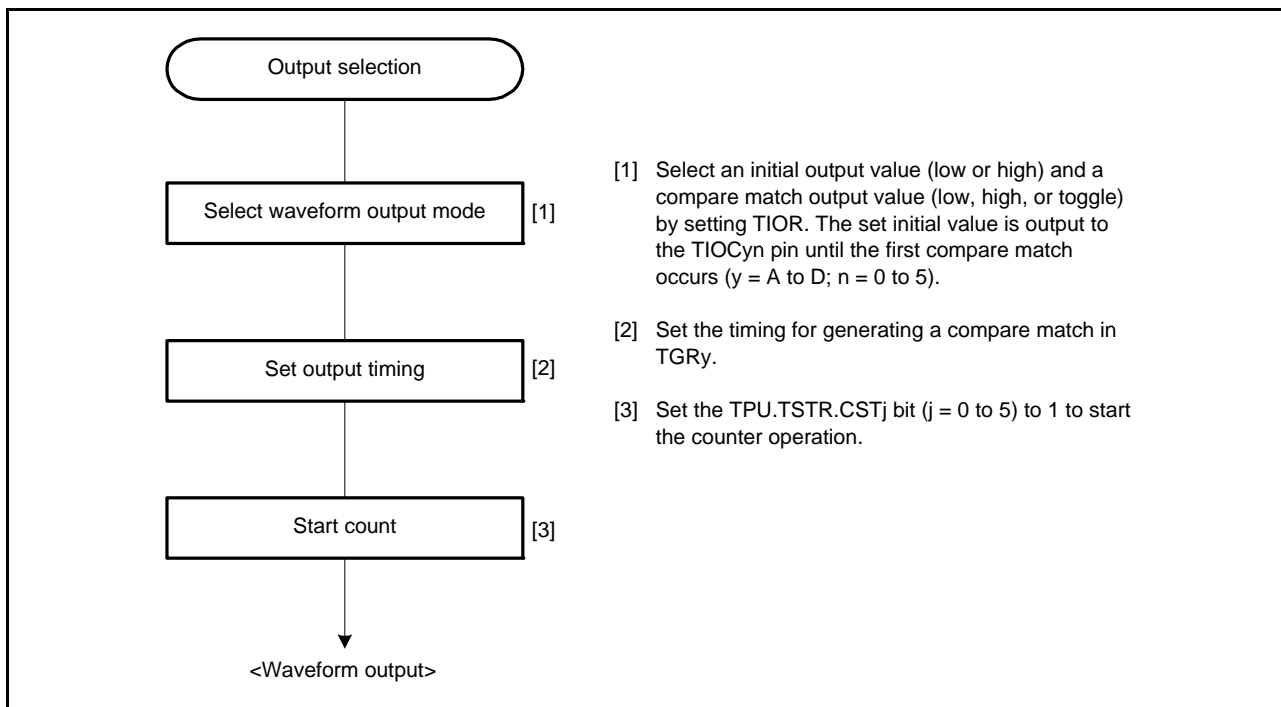 Output selection
Select waveform output mode
[1]
Set output timing
[2]
Start count
[3]
<Waveform output>
[1] Select an initial output value (low or high) and a
compare match output value (low, high, or toggle)
by setting TIOR. The set initial value is output to
the TIOCyn pin until the first compare match
occurs (y = A to D; n = 0 to 5).
[2] Set the timing for generating a compare match in
TGRy.
[3] Set the TPU.TSTR.CSTj bit (j = 0 to 5) to 1 to start
the counter operation.